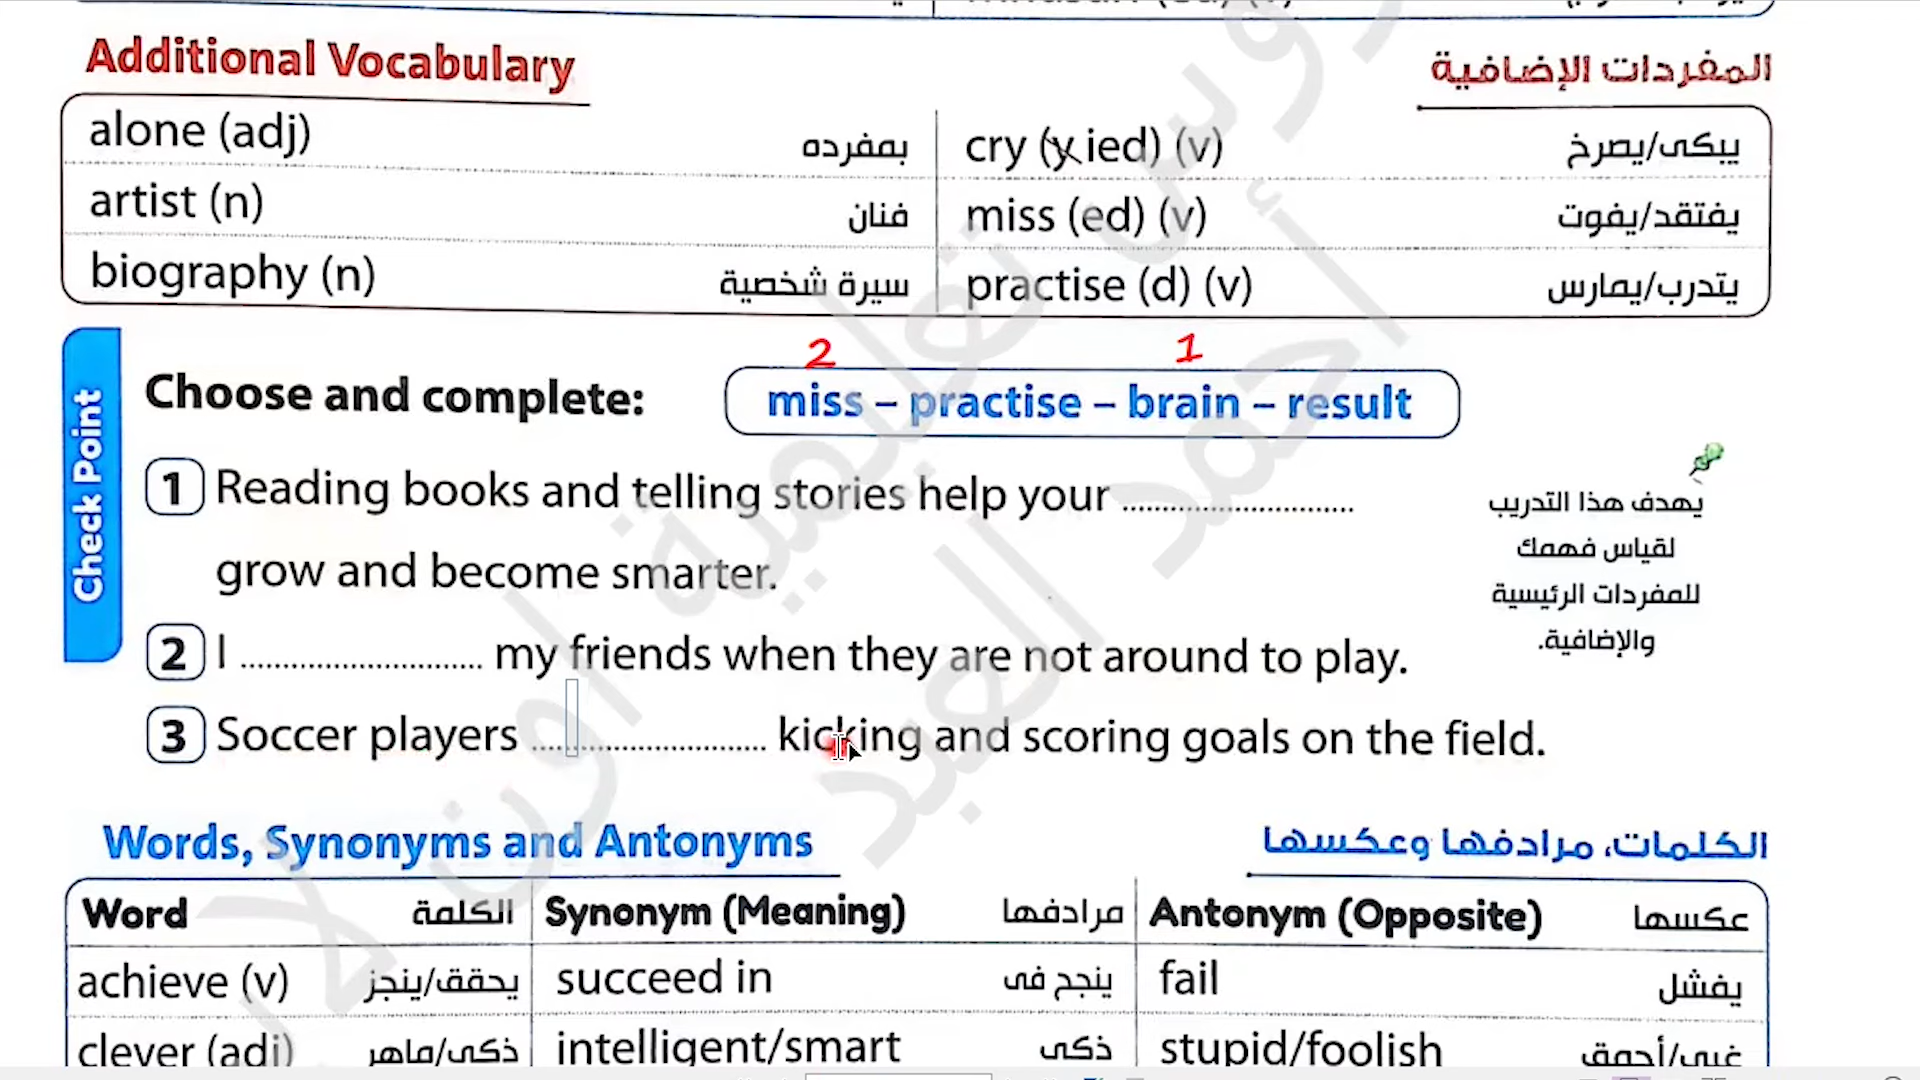 Additional Vocabulary المفردات الإضافية
alone (adj) بمفرده cry (y ied) (v) يبكى/يصرخ
artist (n) فنان miss (ed) (v) يفتقد/يفوت
biography (n) سيرة شخصية practise (d) (v) يتدرب/يمارس
2 1
Check Point
Choose and complete: miss – practise – brain – result
1 Reading books and telling stories help your ............................
grow and become smarter.
يهدف هذا التدريب
لقياس فهمك
للمفردات الرئيسية
والإضافية.
2 I ............................. my friends when they are not around to play.
3 Soccer players ............................. kicking and scoring goals on the field.
Words, Synonyms and Antonyms الكلمات، مرادفها وعكسها
Word الكلمة Synonym (Meaning) مرادفها Antonym (Opposite) عكسها
achieve (v) يحقق/ينجز succeed in ينجح فى fail يفشل
clever (adj) ذكى/ماهر intelligent/smart ذكى stupid/foolish غبى/أحمق
أحمد العبد